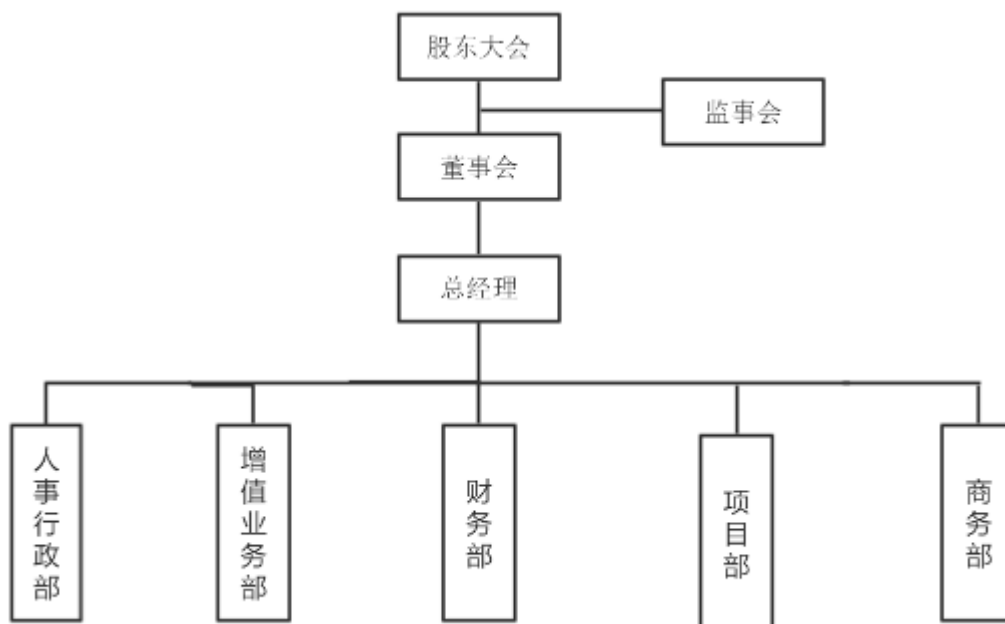 股东大会
监事会
董事会
总经理
人事行政部
增值业务部
财务部
项目部
商务部